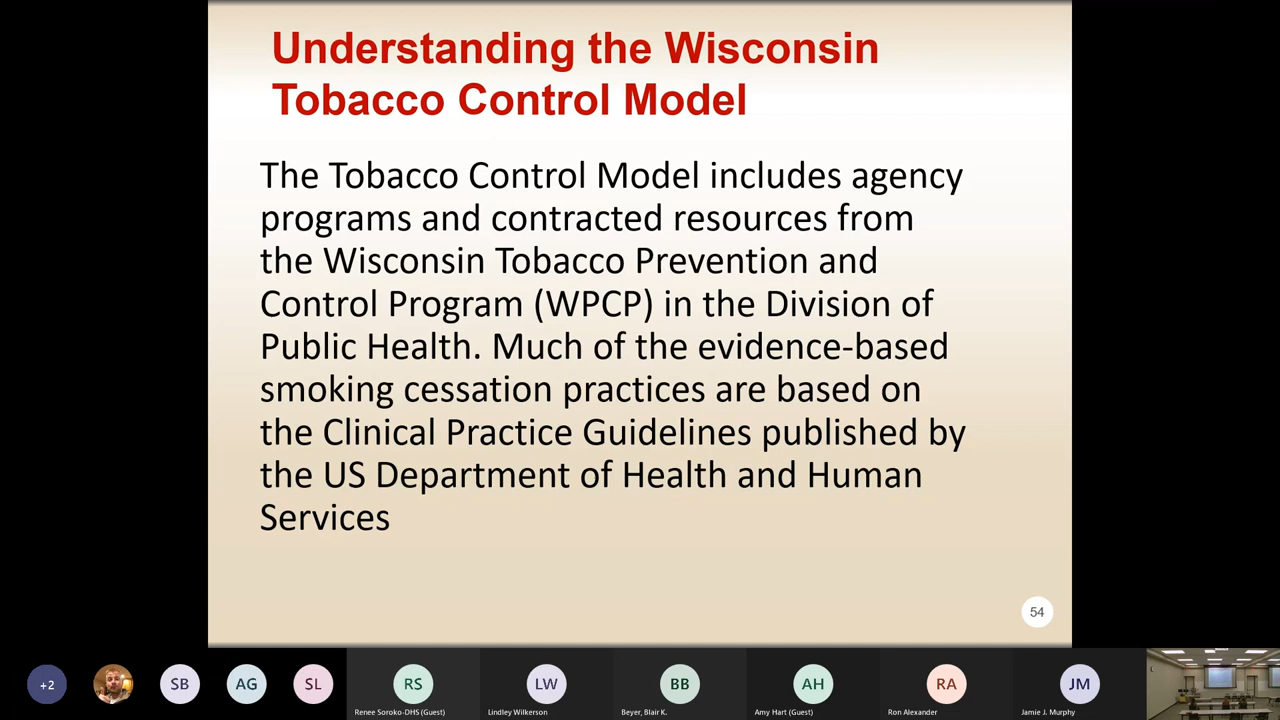 Understanding the Wisconsin
Tobacco Control Model
The Tobacco Control Model includes agency
programs and contracted resources from
the Wisconsin Tobacco Prevention and
Control Program (WPCP) in the Division of
Public Health. Much of the evidence-based
smoking cessation practices are based on
the Clinical Practice Guidelines published by
the US Department of Health and Human
Services
54
+2
SB
AG
SL
RS
LW
BB
AH
RA
JM
Renee Soroko-DHS (Guest)
Lindley Wilkerson
Beyer, Blair K.
Amy Hart (Guest)
Ron Alexander
Jamie J. Murphy